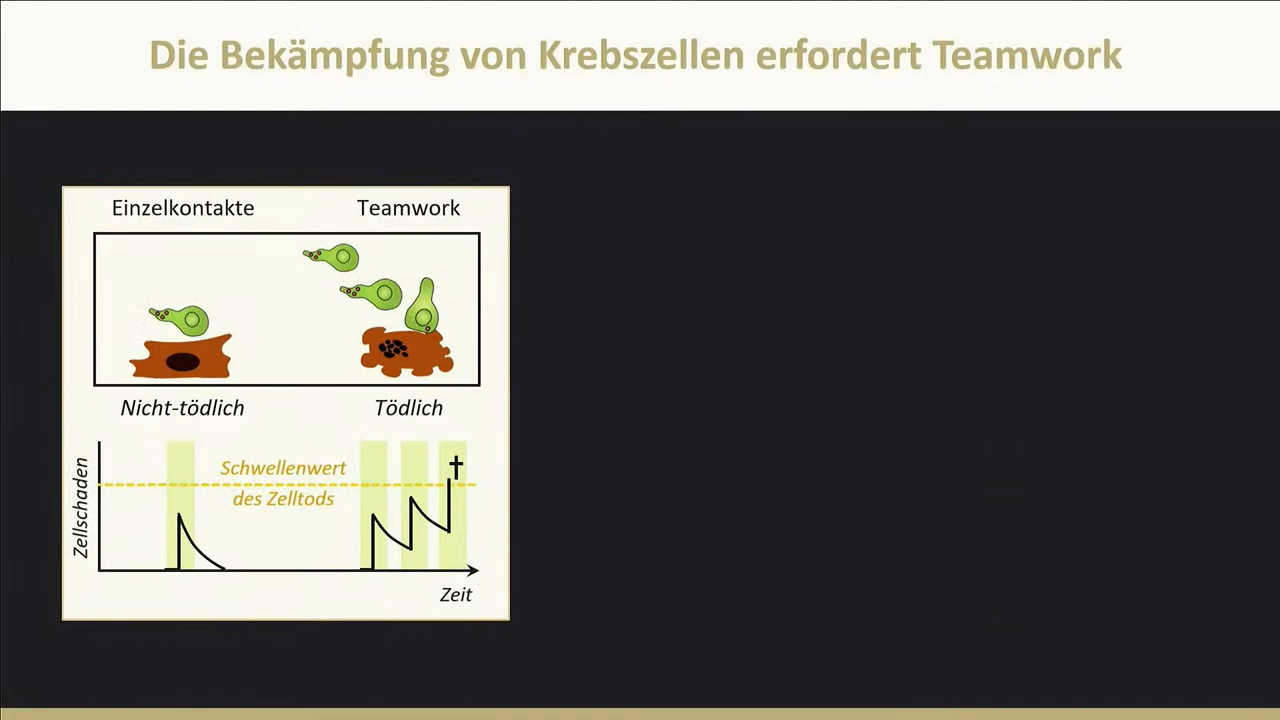 Die Bekämpfung von Krebszellen erfordert Teamwork
Einzelkontakte
Teamwork
Nicht-tödlich
Tödlich
Zellschaden
Schwellenwert
des Zelltods
Zeit